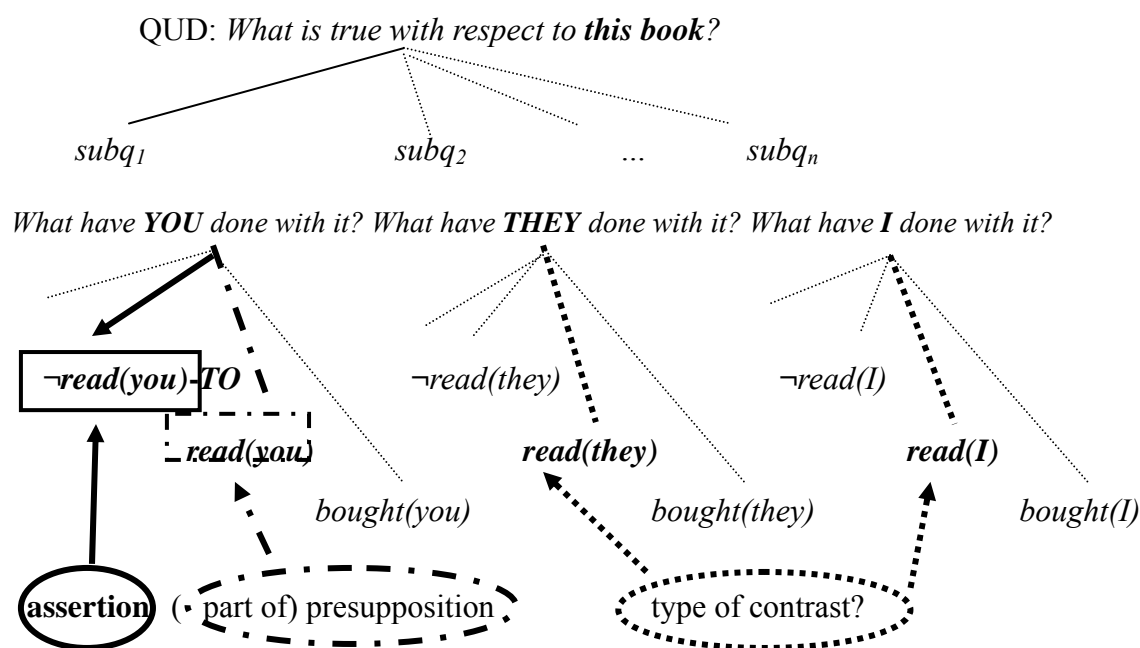 QUD: What is true with respect to this book?
subq1 subq2 ... subqn
What have YOU done with it? What have THEY done with it? What have I done with it?
¬read(you)-TO ¬read(they) ¬read(I)
read(you) read(they) read(I)
bought(you) bought(they) bought(I)
assertion (part of) presupposition type of contrast?